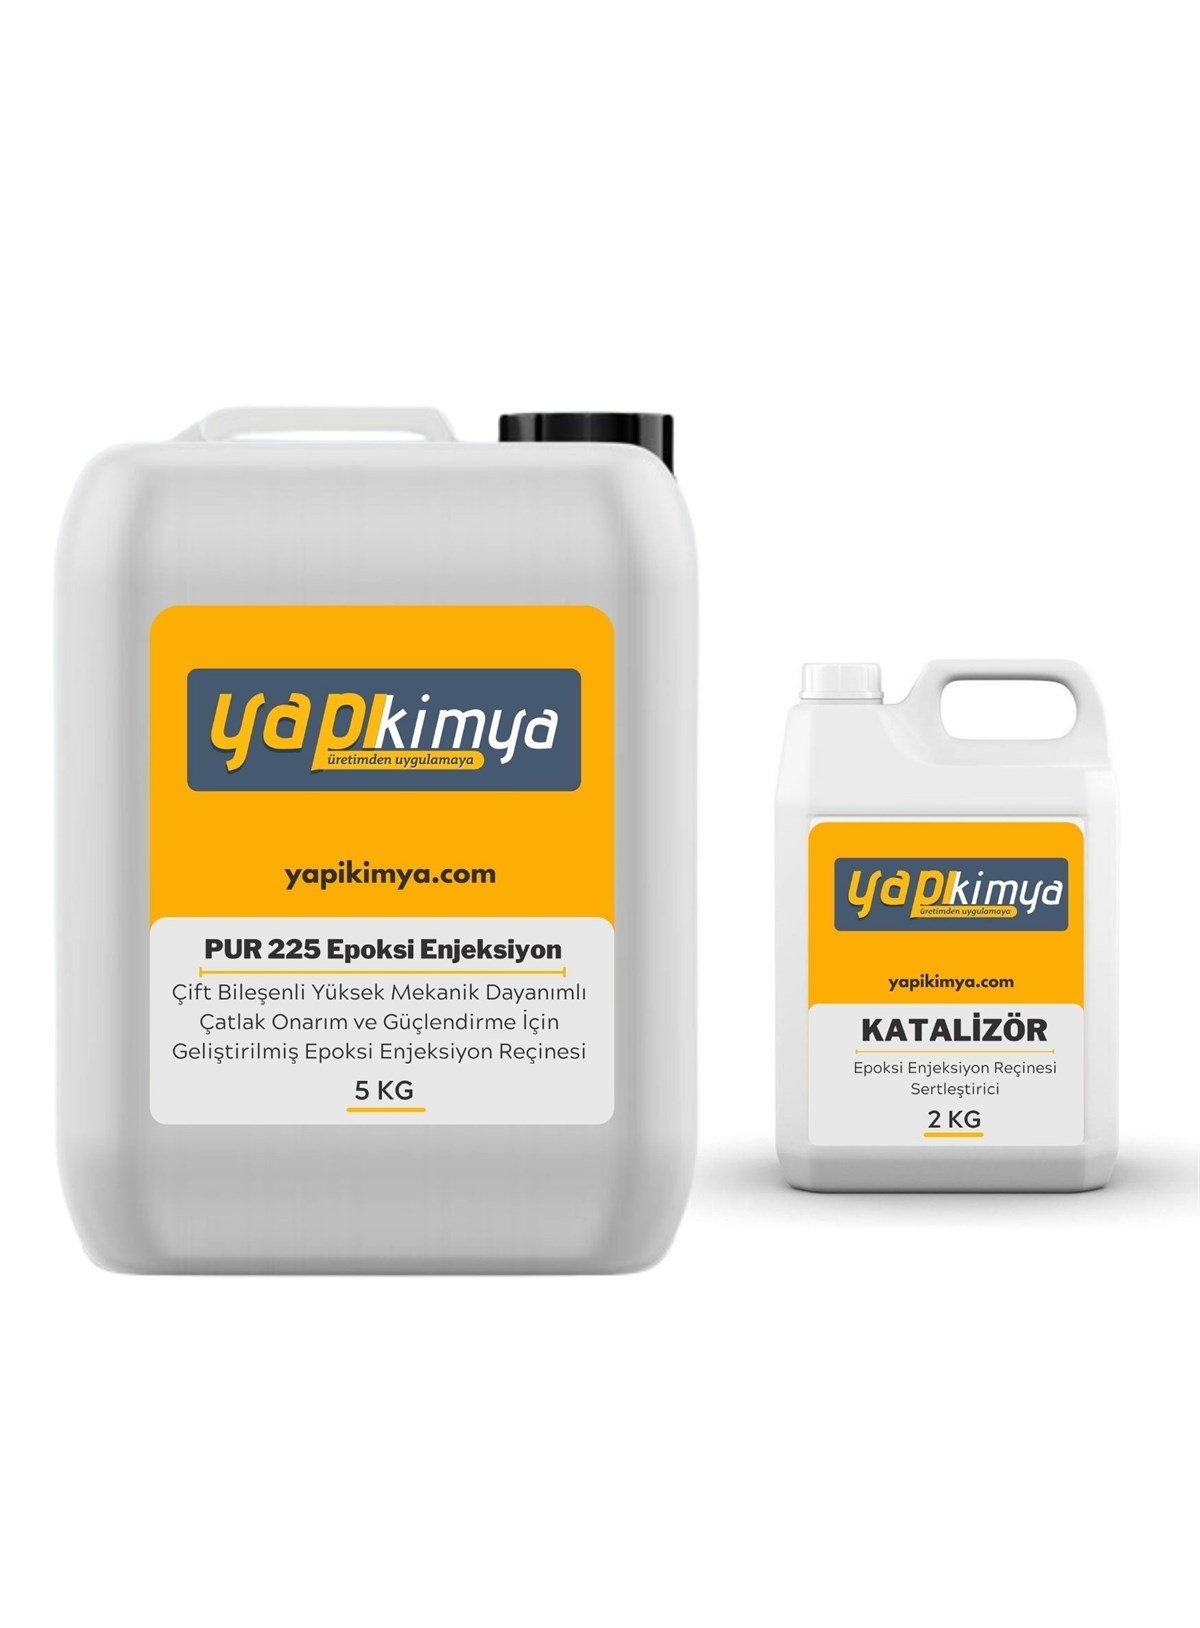 yapıkimya
üretimden uygulamaya
yapikimya.com
PUR 225 Epoksi Enjeksiyon
Çift Bileşenli Yüksek Mekanik Dayanımlı
Çatlak Onarım ve Güçlendirme İçin
Geliştirilmiş Epoksi Enjeksiyon Reçinesi
5 KG
yapıkimya
üretimden uygulamaya
yapikimya.com
KATALİZÖR
Epoksi Enjeksiyon Reçinesi
Sertleştirici
2 KG